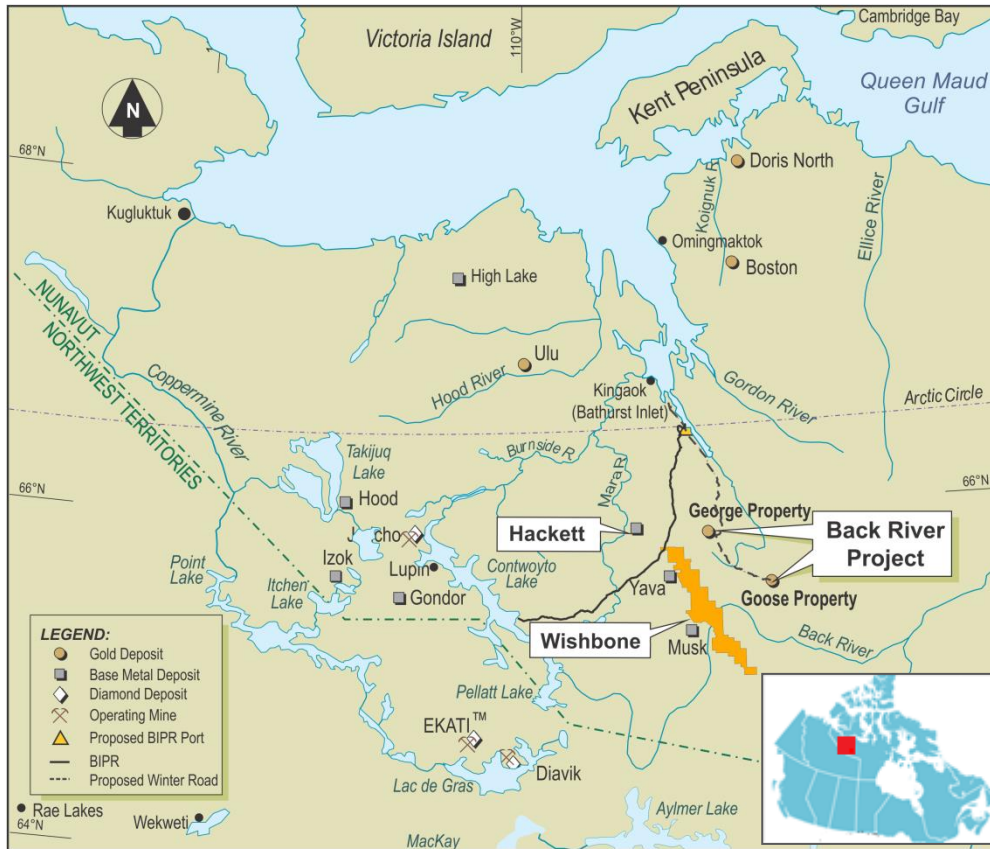 Victoria Island
110°W
Cambridge Bay
Kent Peninsula
Queen Maud
Gulf
N
68°N
Doris North
Koignuk R.
Ellice River
Kugluktuk
Omingmaktok
Boston
High Lake
NUNAVUT
NORTHWEST TERRITORIES
Coppermine River
Ulu
Hood River
Kingaok
(Bathurst Inlet)
Gordon River
Arctic Circle
Takijuq
Lake
Burnside R.
Mara R.
66°N
66°N
Hood
George Property
Hackett
Back River
Project
Izok
Lupin
Contwoyto
Lake
Point
Lake
Itchen
Lake
Gondor
Yava
Goose Property
Wishbone
Musk
Back River
LEGEND:
Gold Deposit
Base Metal Deposit
Diamond Deposit
Operating Mine
Proposed BIPR Port
BIPR
Proposed Winter Road
Pellatt Lake
EKATI™
Diavik
Lac de Gras
Rae Lakes
64°N
Wekweti
Aylmer Lake
MacKay